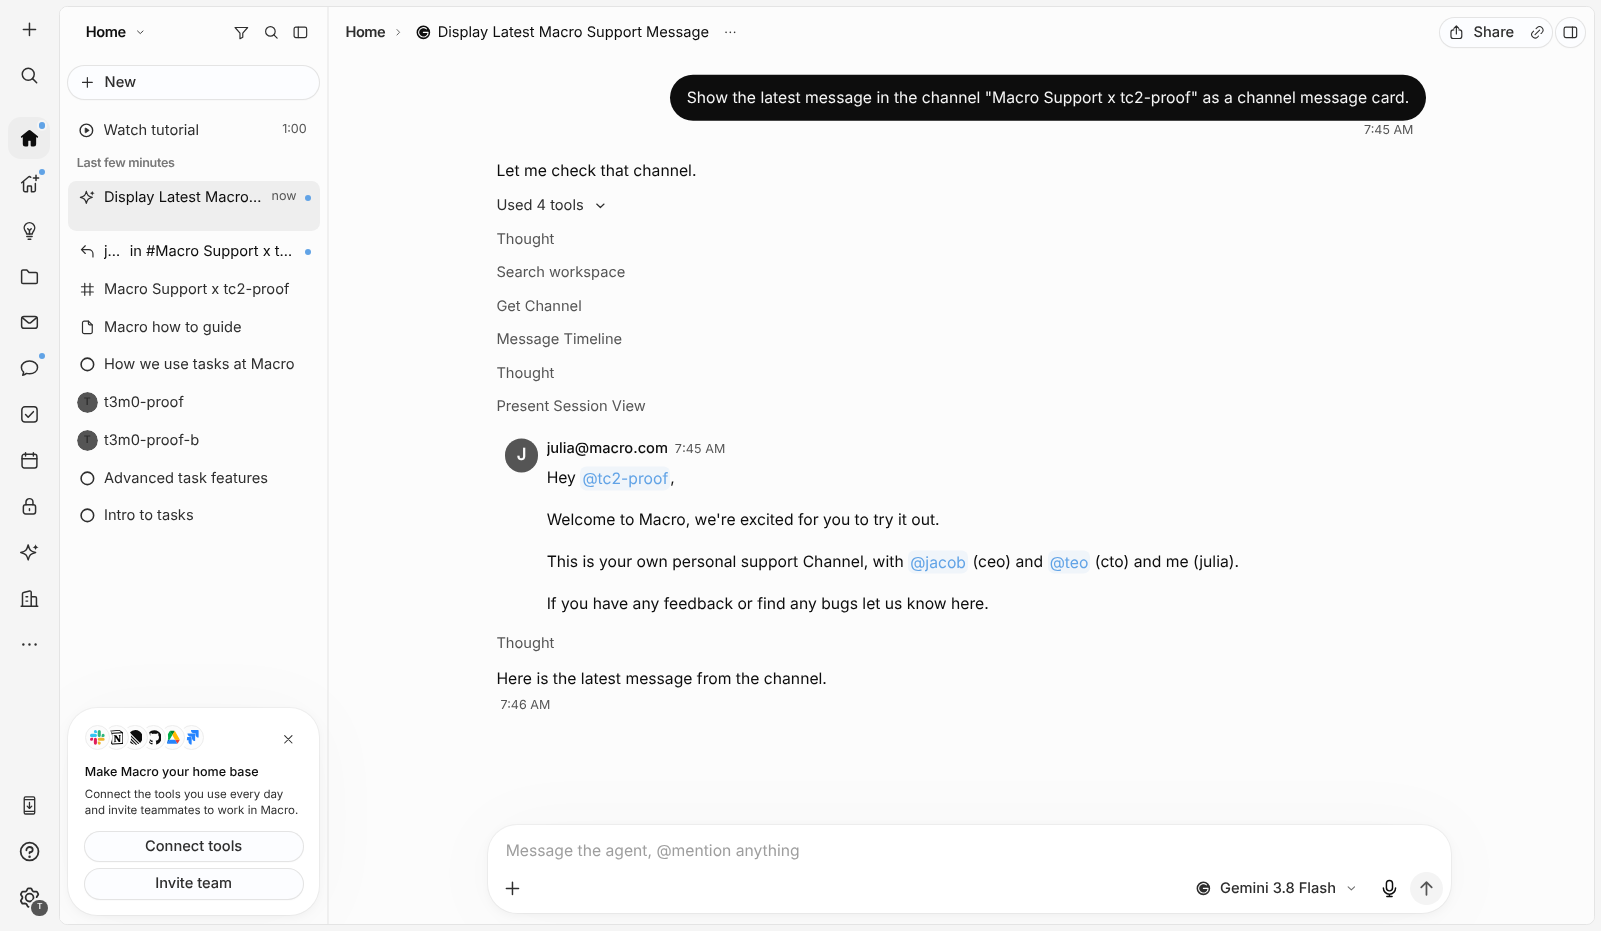 Home
Home
Display Latest Macro Support Message
...
Share
New
Show the latest message in the channel "Macro Support x tc2-proof" as a channel message card.
7:45 AM
Watch tutorial 1:00
Last few minutes
Display Latest Macro... now
j... in #Macro Support x t...
Macro Support x tc2-proof
Macro how to guide
How we use tasks at Macro
T t3m0-proof
T t3m0-proof-b
Advanced task features
Intro to tasks
Let me check that channel.
Used 4 tools
Thought
Search workspace
Get Channel
Message Timeline
Thought
Present Session View
J
julia@macro.com 7:45 AM
Hey @tc2-proof,
Welcome to Macro, we're excited for you to try it out.
This is your own personal support Channel, with @jacob (ceo) and @teo (cto) and me (julia).
If you have any feedback or find any bugs let us know here.
Thought
Here is the latest message from the channel.
7:46 AM
Make Macro your home base
Connect the tools you use every day
and invite teammates to work in Macro.
Connect tools
Invite team
T
Message the agent, @mention anything
Gemini 3.8 Flash